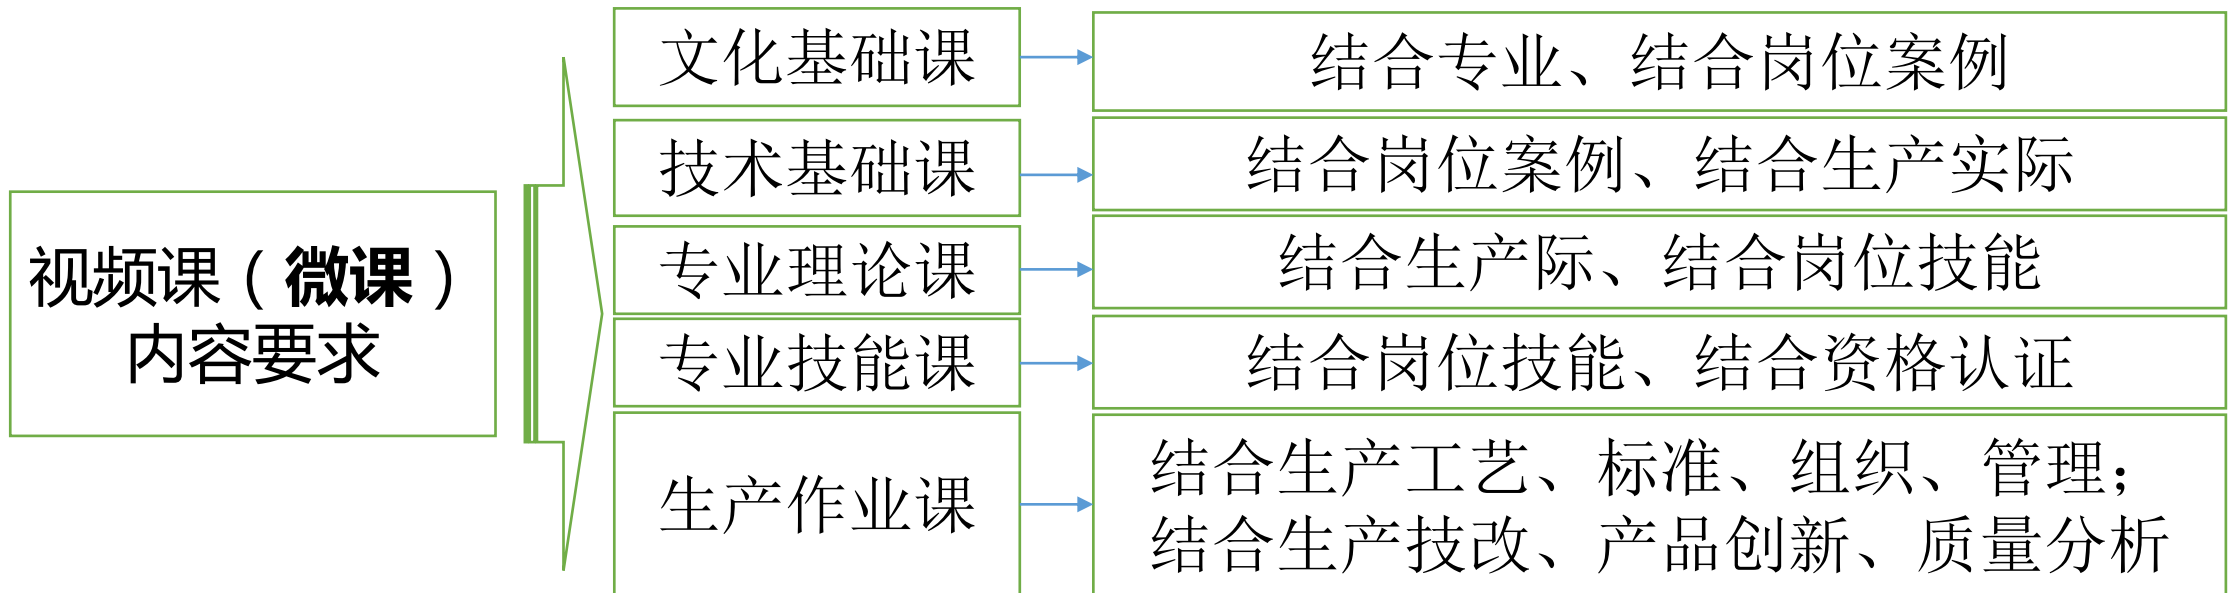 视频课（微课）
内容要求
文化基础课
结合专业、结合岗位案例
技术基础课
结合岗位案例、结合生产实际
专业理论课
结合生产际、结合岗位技能
专业技能课
结合岗位技能、结合资格认证
生产作业课
结合生产工艺、标准、组织、管理；
结合生产技改、产品创新、质量分析